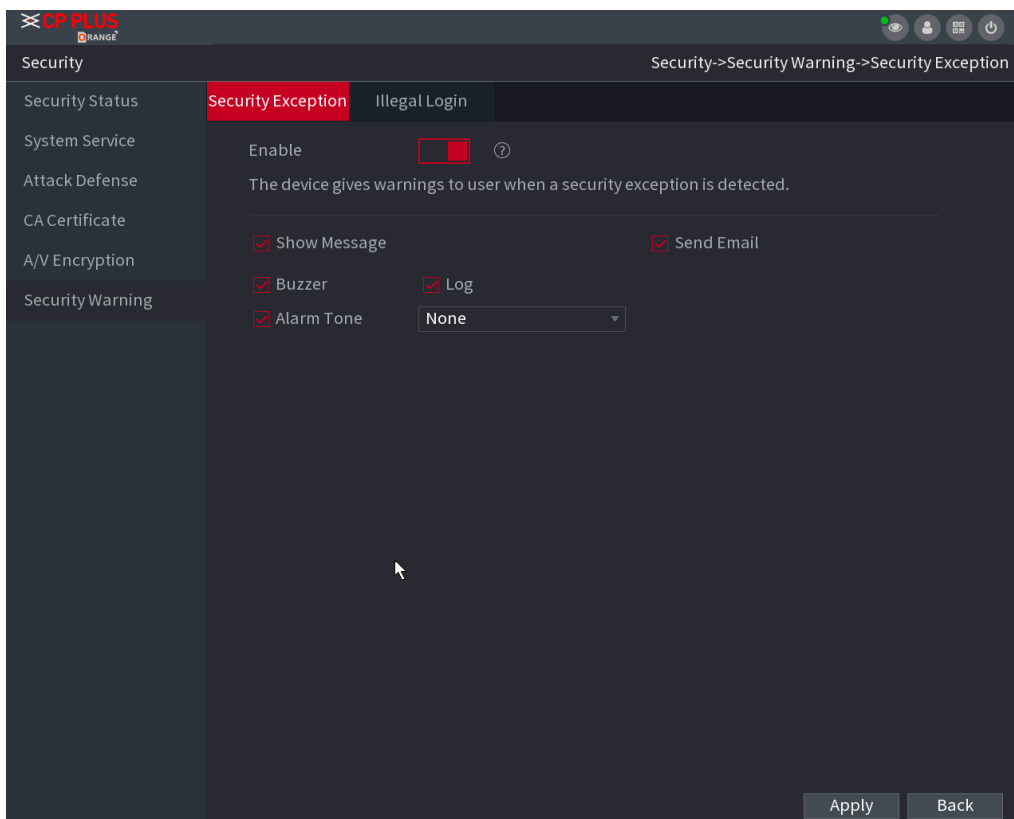 CP PLUS
ORANGE
Security
Security->Security Warning->Security Exception
Security Status
System Service
Attack Defense
CA Certificate
A/V Encryption
Security Warning
Security Exception
Illegal Login
Enable
?
The device gives warnings to user when a security exception is detected.
Show Message
Send Email
Buzzer
Log
Alarm Tone
None
Apply
Back